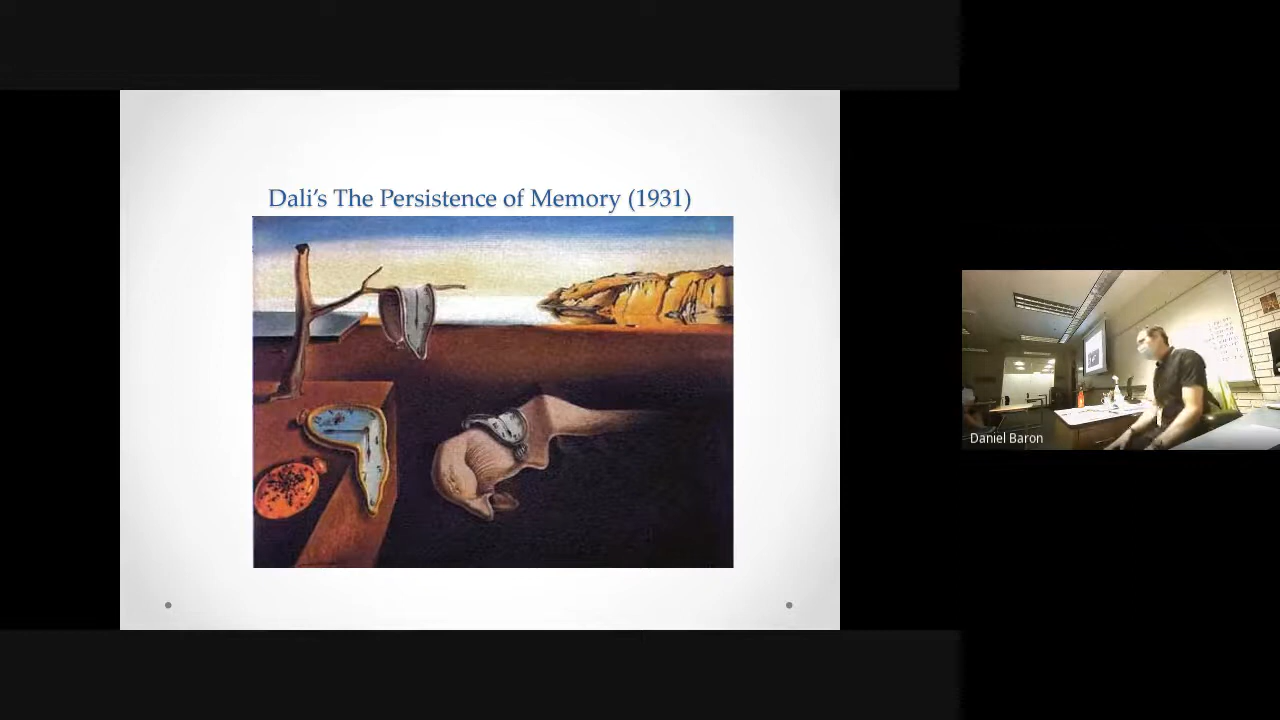 Dali’s The Persistence of Memory (1931)
Daniel Baron